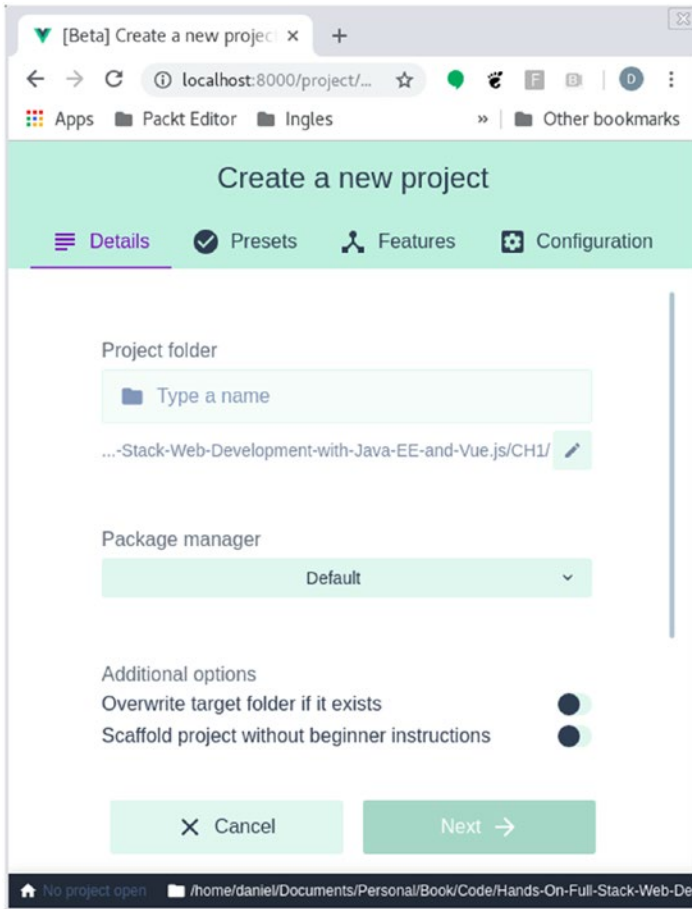 [Beta] Create a new projec
localhost:8000/project/...
F
B
D
Apps Packt Editor Ingles » Other bookmarks
Create a new project
Details Presets Features Configuration
Project folder
Type a name
...-Stack-Web-Development-with-Java-EE-and-Vue.js/CH1/
Package manager
Default
Additional options
Overwrite target folder if it exists
Scaffold project without beginner instructions
Cancel Next
No project open /home/daniel/Documents/Personal/Book/Code/Hands-On-Full-Stack-Web-De